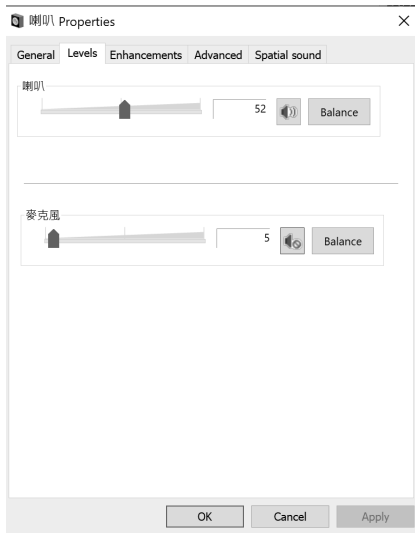 喇叭 Properties
General Levels Enhancements Advanced Spatial sound
喇叭
52 Balance
麥克風
5 Balance
OK Cancel Apply